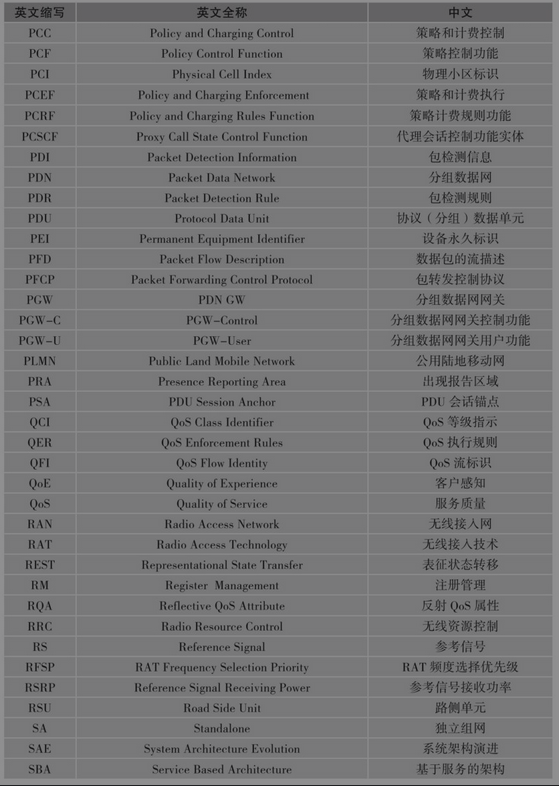 英文缩写 英文全称 中文
PCC Policy and Charging Control 策略和计费控制
PCF Policy Control Function 策略控制功能
PCI Physical Cell Index 物理小区标识
PCEF Policy and Charging Enforcement 策略和计费执行
PCRF Policy and Charging Rules Function 策略计费规则功能
PCSCF Proxy Call State Control Function 代理会话控制功能实体
PDI Packet Detection Information 包检测信息
PDN Packet Data Network 分组数据网
PDR Packet Detection Rule 包检测规则
PDU Protocol Data Unit 协议（分组）数据单元
PEI Permanent Equipment Identifier 设备永久标识
PFD Packet Flow Description 数据包的流描述
PFCP Packet Forwarding Control Protocol 包转发控制协议
PGW PDN GW 分组数据网网关
PGW-C PGW-Control 分组数据网网关控制功能
PGW-U PGW-User 分组数据网网关用户功能
PLMN Public Land Mobile Network 公用陆地移动网
PRA Presence Reporting Area 出现报告区域
PSA PDU Session Anchor PDU 会话锚点
QCI QoS Class Identifier QoS 等级指示
QER QoS Enforcement Rules QoS 执行规则
QFI QoS Flow Identity QoS 流标识
QoE Quality of Experience 客户感知
QoS Quality of Service 服务质量
RAN Radio Access Network 无线接入网
RAT Radio Access Technology 无线接入技术
REST Representational State Transfer 表征状态转移
RM Register Management 注册管理
RQA Reflective QoS Attribute 反射 QoS 属性
RRC Radio Resource Control 无线资源控制
RS Reference Signal 参考信号
RFSP RAT Frequency Selection Priority RAT 频度选择优先级
RSRP Reference Signal Receiving Power 参考信号接收功率
RSU Road Side Unit 路侧单元
SA Standalone 独立组网
SAE System Architecture Evolution 系统架构演进
SBA Service Based Architecture 基于服务的架构